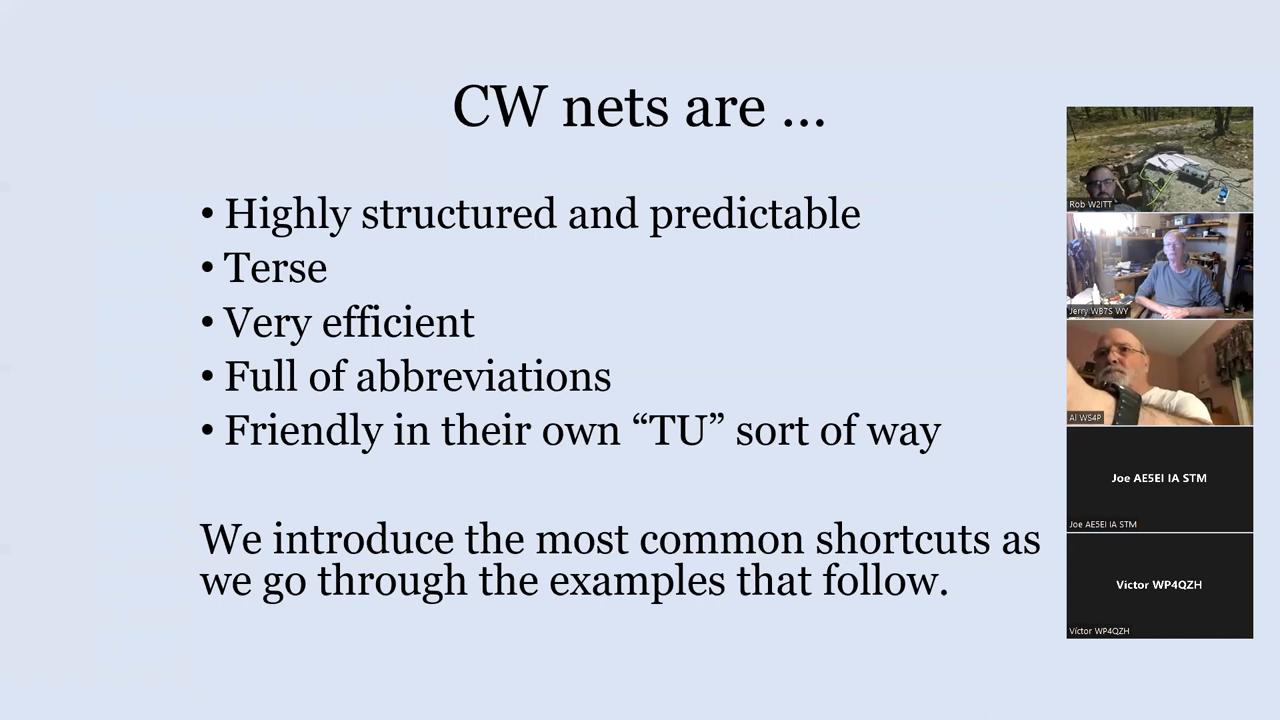 CW nets are ...
• Highly structured and predictable
• Terse
• Very efficient
• Full of abbreviations
• Friendly in their own “TU” sort of way
We introduce the most common shortcuts as
we go through the examples that follow.
Rob W2ITT
Jerry WB7S WY
Al WS4P
Joe AE5EI IA STM
Joe AE5EI IA STM
Victor WP4QZH
Víctor WP4QZH